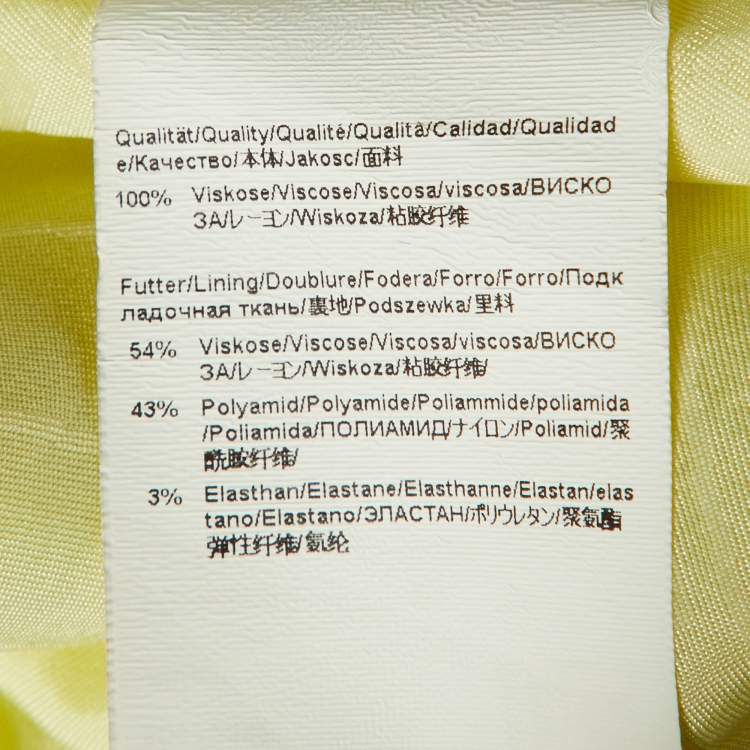 Qualität/Quality/Qualité/Qualità/Calidad/Qualidad
e/Качество/本体/Jakosc/面料
100% Viskose/Viscose/Viscosa/viscosa/ВИСКО
ЗА/レーヨン/Wiskoza/粘胶纤维
Futter/Lining/Doublure/Fodera/Forro/Forro/Подк
ладочная ткань/裏地/Podszewka/里料
54% Viskose/Viscose/Viscosa/viscosa/ВИСКО
ЗА/レーヨン/Wiskoza/粘胶纤维/
43% Polyamid/Polyamide/Poliammide/poliamida
/Poliamida/ПОЛИАМИД/ナイロン/Poliamid/聚
酰胺纤维/
3% Elasthan/Elastane/Elasthanne/Elastan/elas
tano/Elastano/ЭЛАСТАН/ポリウレタン/聚氨酯
弹性纤维/氨纶